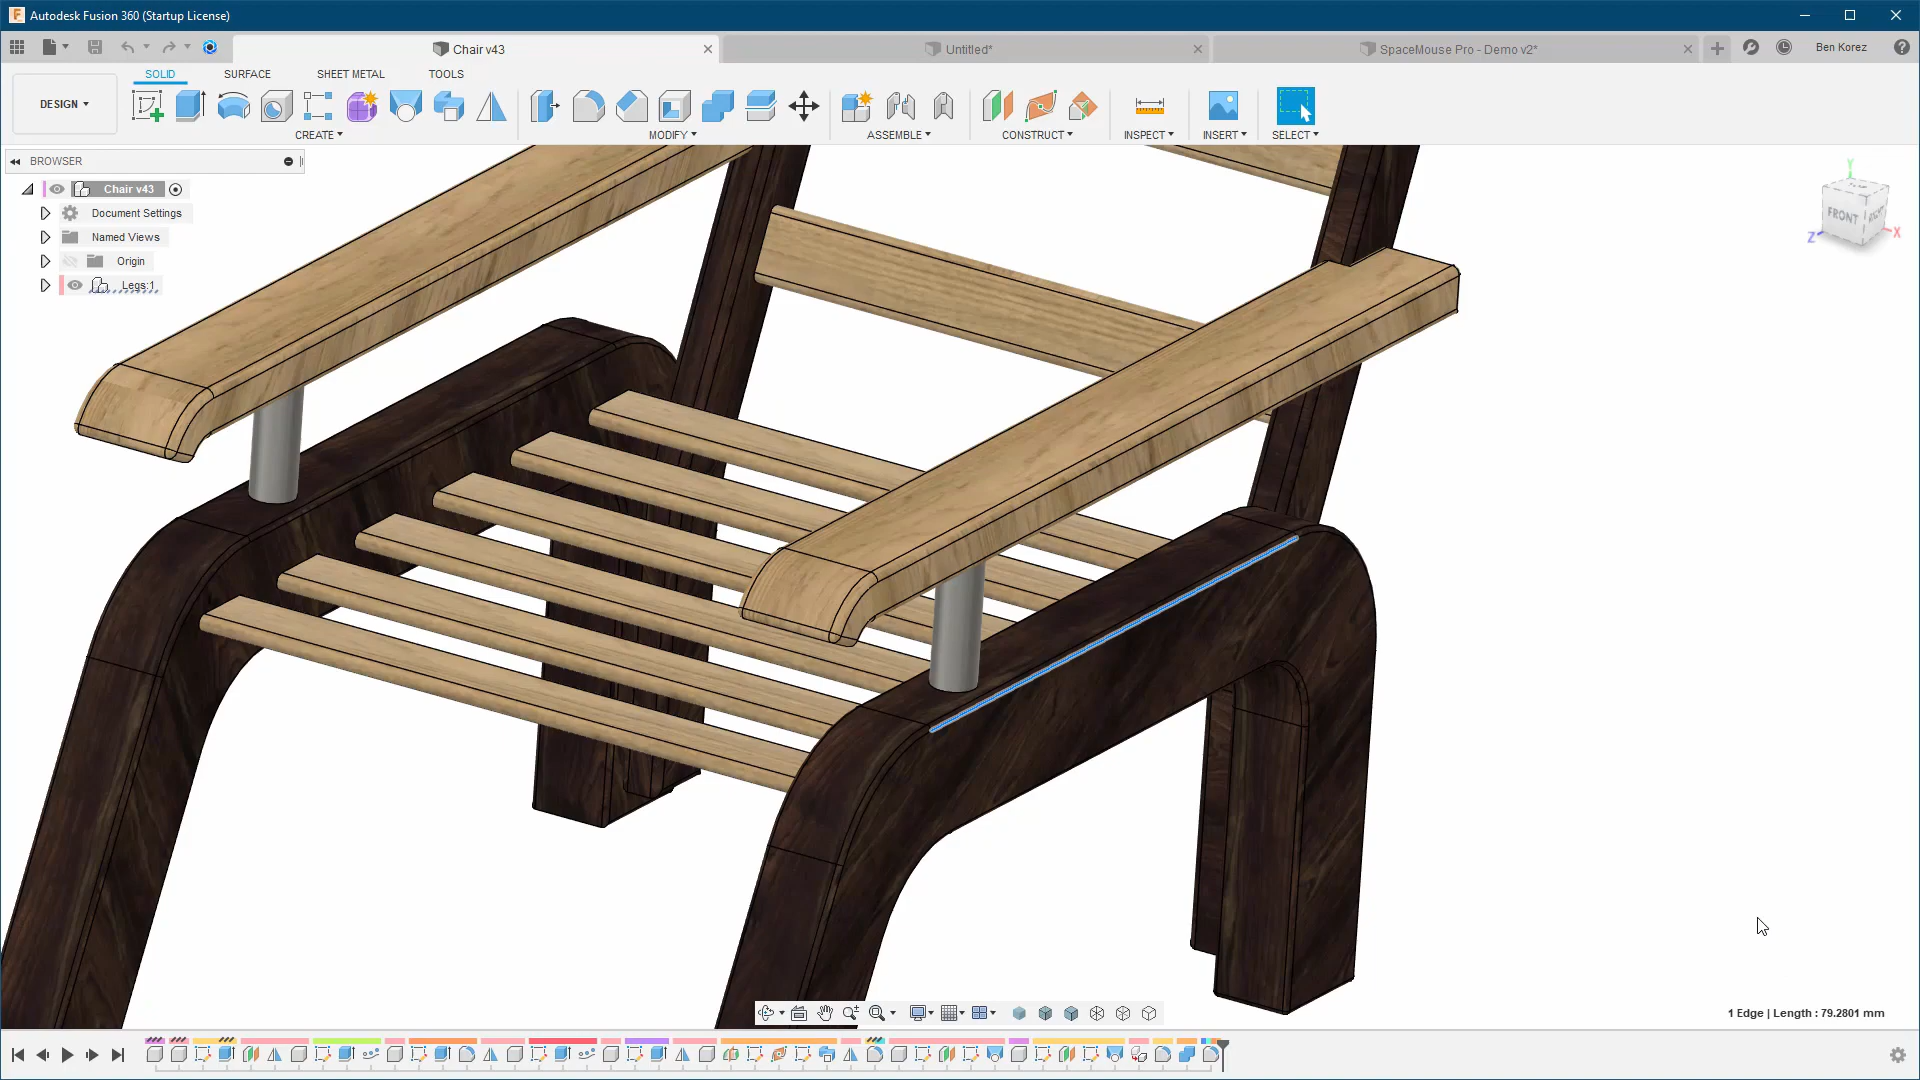 Autodesk Fusion 360 (Startup License)
Chair v43
Untitled*
SpaceMouse Pro - Demo v2*
Ben Korez
SOLID
SURFACE
SHEET METAL
TOOLS
DESIGN
CREATE
MODIFY
ASSEMBLE
CONSTRUCT
INSPECT
INSERT
SELECT
BROWSER
Chair v43
Document Settings
Named Views
Origin
Legs:1
Y
FRONT
RIGHT
Z
X
1 Edge | Length : 79.2801 mm